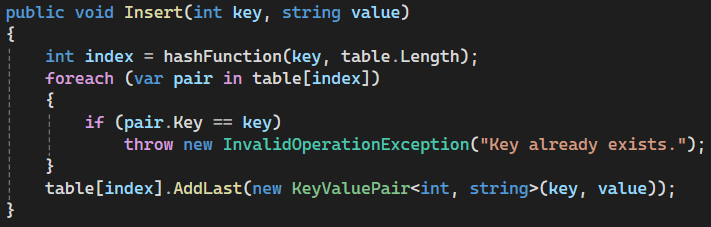 public void Insert(int key, string value)
{
    int index = hashFunction(key, table.Length);
    foreach (var pair in table[index])
    {
        if (pair.Key == key)
            throw new InvalidOperationException("Key already exists.");
    }
    table[index].AddLast(new KeyValuePair<int, string>(key, value));
}